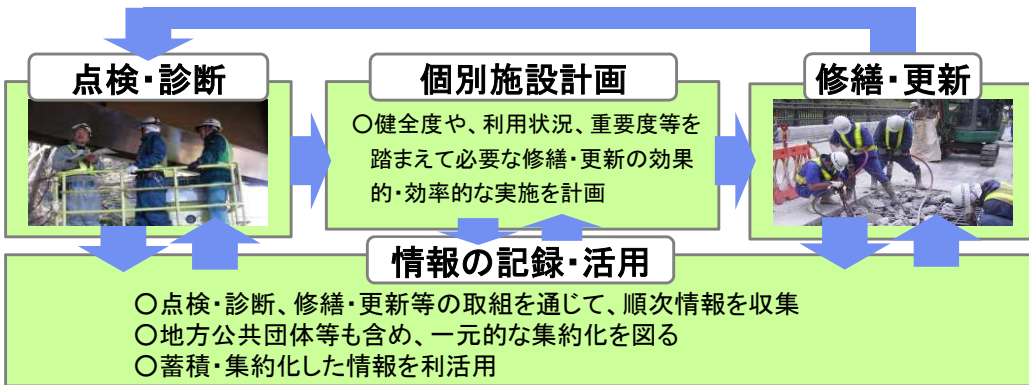 点検・診断
個別施設計画
修繕・更新
○健全度や、利用状況、重要度等を
踏まえて必要な修繕・更新の効果
的・効率的な実施を計画
情報の記録・活用
○点検・診断、修繕・更新等の取組を通じて、順次情報を収集
○地方公共団体等も含め、一元的な集約化を図る
○蓄積・集約化した情報を利活用